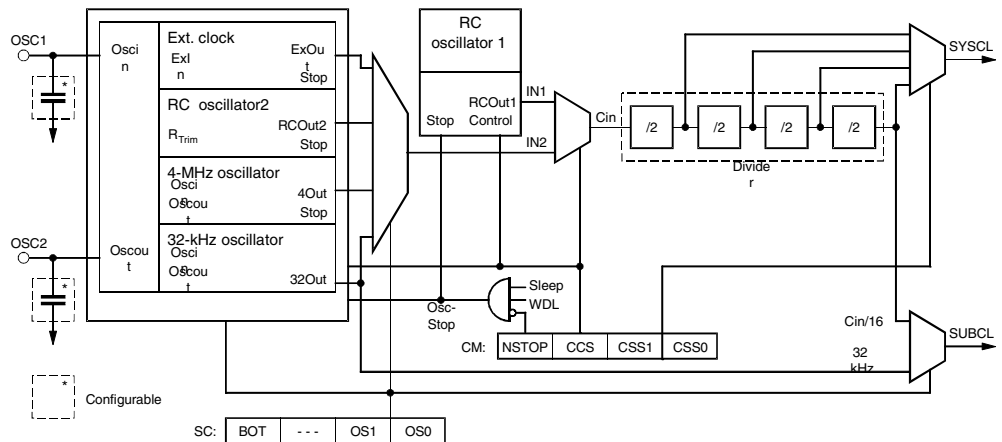 OSC1
Osci
n
Ext. clock
ExI
n
ExOu
t
Stop
RC
oscillator 1
RCOut1
Stop
Control
IN1
IN2
Cin
/2
/2
/2
/2
Divide
r
SYSCL
*
RC oscillator2
RTrim
RCOut2
Stop
4-MHz oscillator
Osci
n
Oscou
t
4Out
Stop
OSC2
Oscou
t
32-kHz oscillator
Osci
n
Oscou
t
32Out
*
Osc-
Stop
Sleep
WDL
CM:
NSTOP
CCS
CSS1
CSS0
Cin/16
32
kHz
SUBCL
*
Configurable
SC:
BOT
- - -
OS1
OS0